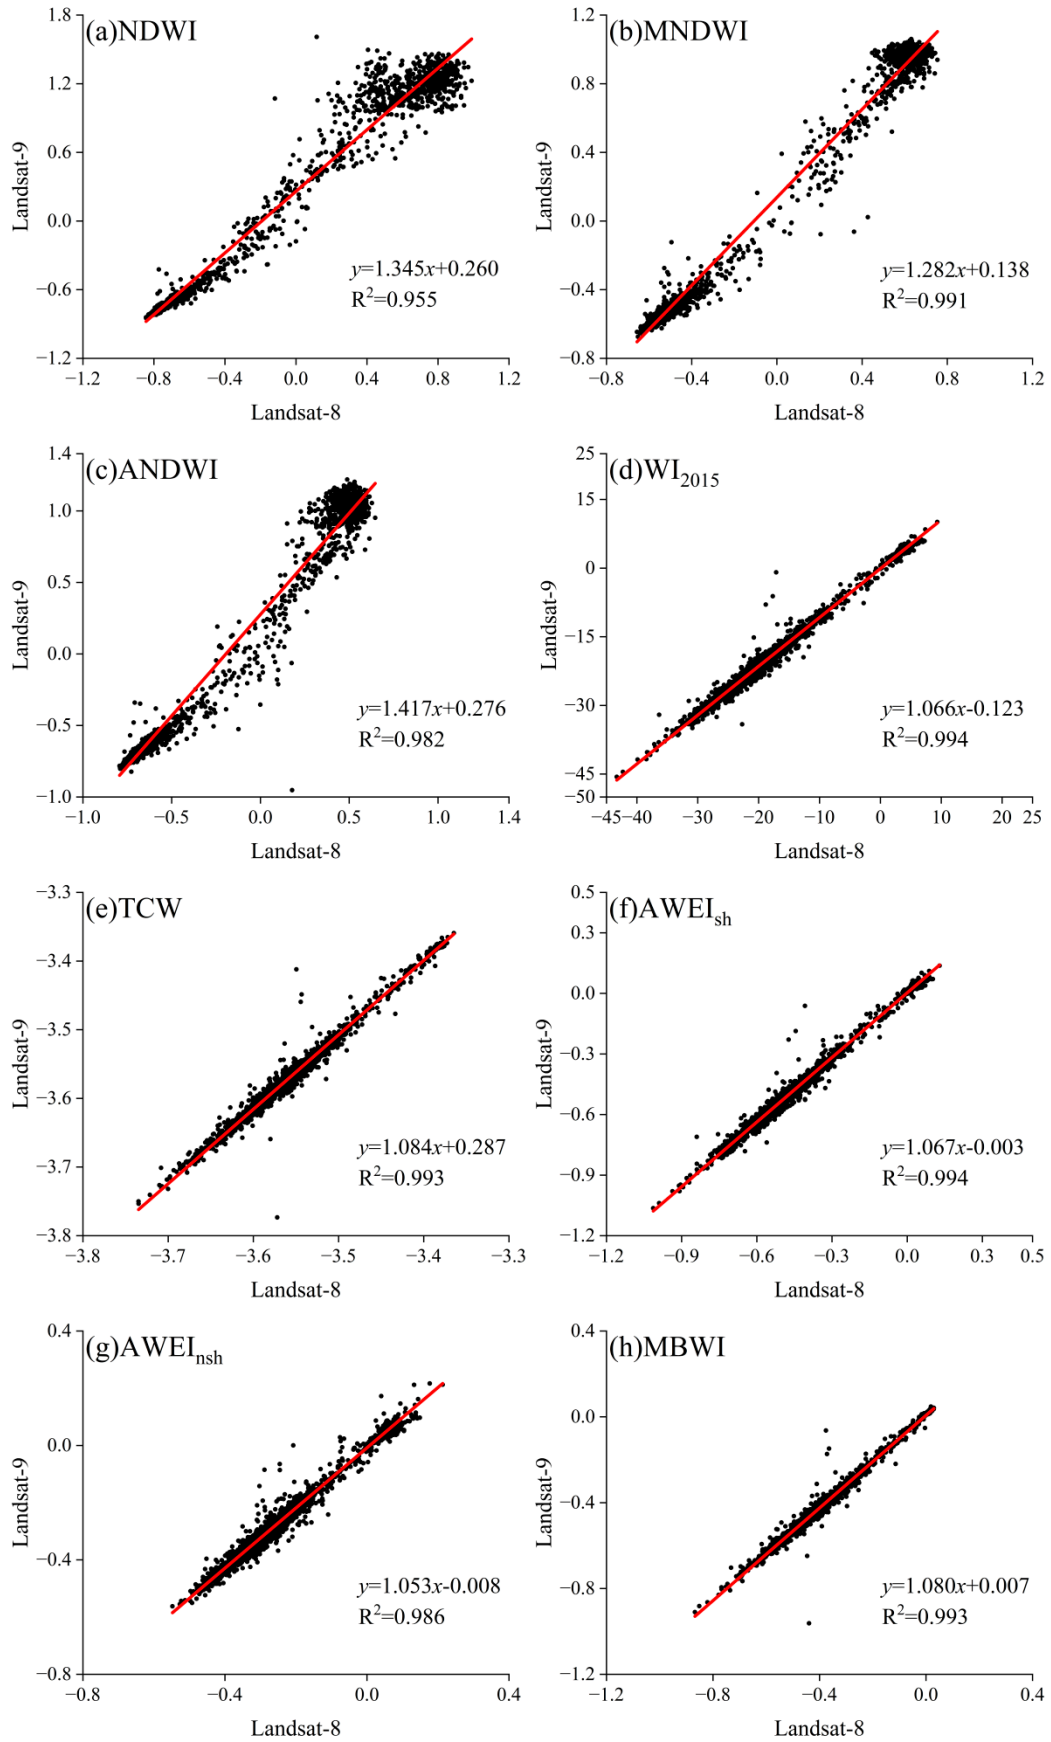 (a)NDWI
1.8
1.2
0.6
0.0
−0.6
−1.2
Landsat-9
y=1.345x+0.260
R²=0.955
−1.2 −0.8 −0.4 0.0 0.4 0.8 1.2
Landsat-8
(b)MNDWI
1.2
0.8
0.4
0.0
−0.4
−0.8
Landsat-9
y=1.282x+0.138
R²=0.991
−0.8 −0.4 0.0 0.4 0.8 1.2
Landsat-8
(c)ANDWI
1.4
1.0
0.5
0.0
−0.5
−1.0
Landsat-9
y=1.417x+0.276
R²=0.982
−1.0 −0.5 0.0 0.5 1.0 1.4
Landsat-8
(d)WI₂₀₁₅
25
15
0
−15
−30
−45
−50
Landsat-9
y=1.066x-0.123
R²=0.994
−45−40 −30 −20 −10 0 10 20 25
Landsat-8
(e)TCW
−3.3
−3.4
−3.5
−3.6
−3.7
−3.8
Landsat-9
y=1.084x+0.287
R²=0.993
−3.8 −3.7 −3.6 −3.5 −3.4 −3.3
Landsat-8
(f)AWEIsh
0.5
0.3
0.0
−0.3
−0.6
−0.9
−1.2
Landsat-9
y=1.067x-0.003
R²=0.994
−1.2 −0.9 −0.6 −0.3 0.0 0.3 0.5
Landsat-8
(g)AWEInsh
0.4
0.0
−0.4
−0.8
Landsat-9
y=1.053x-0.008
R²=0.986
−0.8 −0.4 0.0 0.4
Landsat-8
(h)MBWI
0.4
0.0
−0.4
−0.8
−1.2
Landsat-9
y=1.080x+0.007
R²=0.993
−1.2 −0.8 −0.4 0.0 0.4
Landsat-8